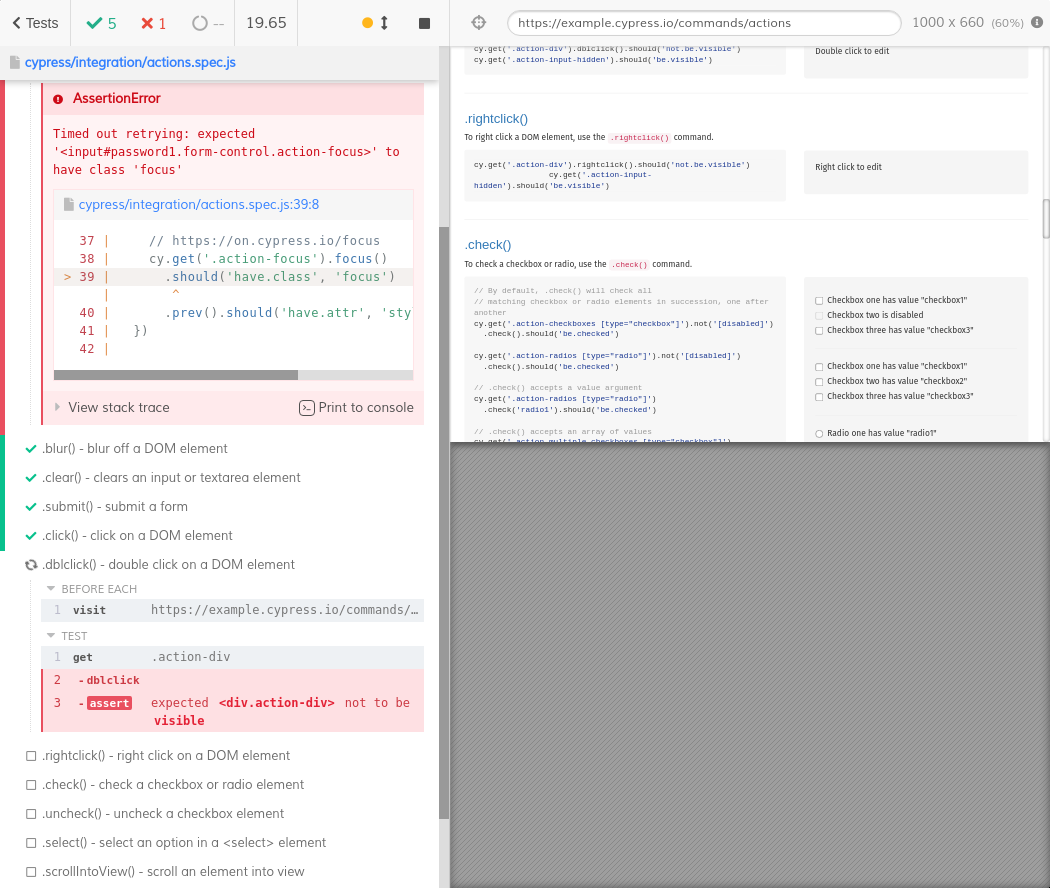 Tests
5
1
--
19.65
cypress/integration/actions.spec.js
AssertionError
Timed out retrying: expected
'<input#password1.form-control.action-focus>' to
have class 'focus'
cypress/integration/actions.spec.js:39:8
37 |     // https://on.cypress.io/focus
38 |     cy.get('.action-focus').focus()
> 39 |       .should('have.class', 'focus')
|        ^
40 |       .prev().should('have.attr', 'sty
41 |   })
42 |
View stack trace
Print to console
.blur() - blur off a DOM element
.clear() - clears an input or textarea element
.submit() - submit a form
.click() - click on a DOM element
.dblclick() - double click on a DOM element
BEFORE EACH
1 visit https://example.cypress.io/commands/…
TEST
1 get .action-div
2 -dblclick
3 -assert expected <div.action-div> not to be
visible
.rightclick() - right click on a DOM element
.check() - check a checkbox or radio element
.uncheck() - uncheck a checkbox element
.select() - select an option in a <select> element
.scrollIntoView() - scroll an element into view
https://example.cypress.io/commands/actions
1000 x 660 (60%)
cy.get('.action-div').dblclick().should('not.be.visible')
cy.get('.action-input-hidden').should('be.visible')
Double click to edit
.rightclick()
To right click a DOM element, use the .rightclick() command.
cy.get('.action-div').rightclick().should('not.be.visible')
cy.get('.action-input-
hidden').should('be.visible')
Right click to edit
.check()
To check a checkbox or radio, use the .check() command.
// By default, .check() will check all
// matching checkbox or radio elements in succession, one after
another
cy.get('.action-checkboxes [type="checkbox"]').not('[disabled]')
.check().should('be.checked')
cy.get('.action-radios [type="radio"]').not('[disabled]')
.check().should('be.checked')
// .check() accepts a value argument
cy.get('.action-radios [type="radio"]')
.check('radio1').should('be.checked')
// .check() accepts an array of values
cy.get('.action-multiple-checkboxes [type="checkbox"]')
Checkbox one has value "checkbox1"
Checkbox two is disabled
Checkbox three has value "checkbox3"
Checkbox one has value "checkbox1"
Checkbox two has value "checkbox2"
Checkbox three has value "checkbox3"
Radio one has value "radio1"